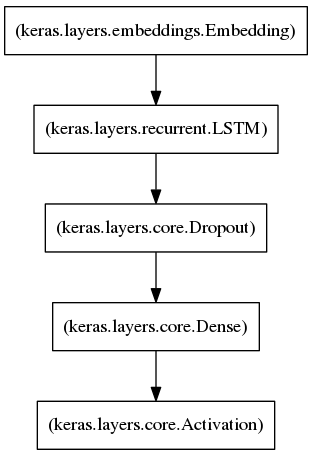 (keras.layers.embeddings.Embedding)
(keras.layers.recurrent.LSTM)
(keras.layers.core.Dropout)
(keras.layers.core.Dense)
(keras.layers.core.Activation)